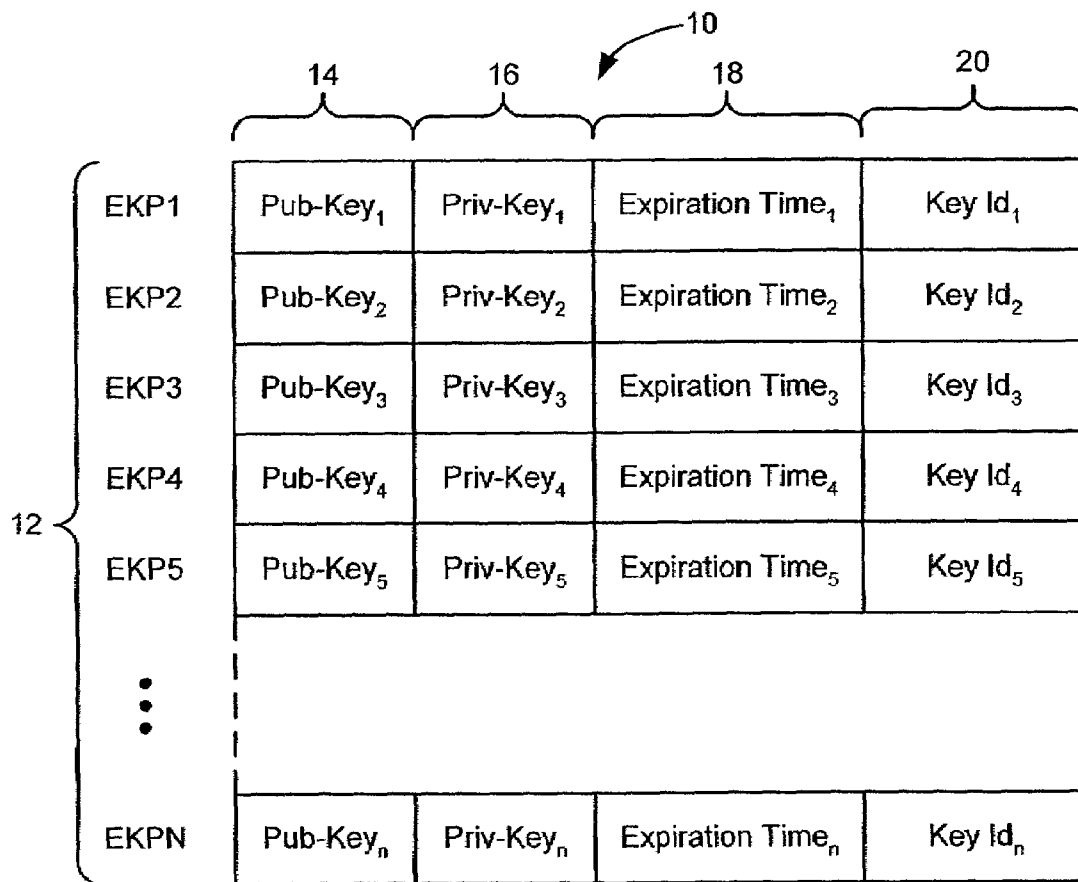 10
14 16 18 20
EKP1 Pub-Key₁ Priv-Key₁ Expiration Time₁ Key Id₁
EKP2 Pub-Key₂ Priv-Key₂ Expiration Time₂ Key Id₂
EKP3 Pub-Key₃ Priv-Key₃ Expiration Time₃ Key Id₃
EKP4 Pub-Key₄ Priv-Key₄ Expiration Time₄ Key Id₄
12
EKP5 Pub-Key₅ Priv-Key₅ Expiration Time₅ Key Id₅
EKPN Pub-Keyₙ Priv-Keyₙ Expiration Timeₙ Key Idₙ